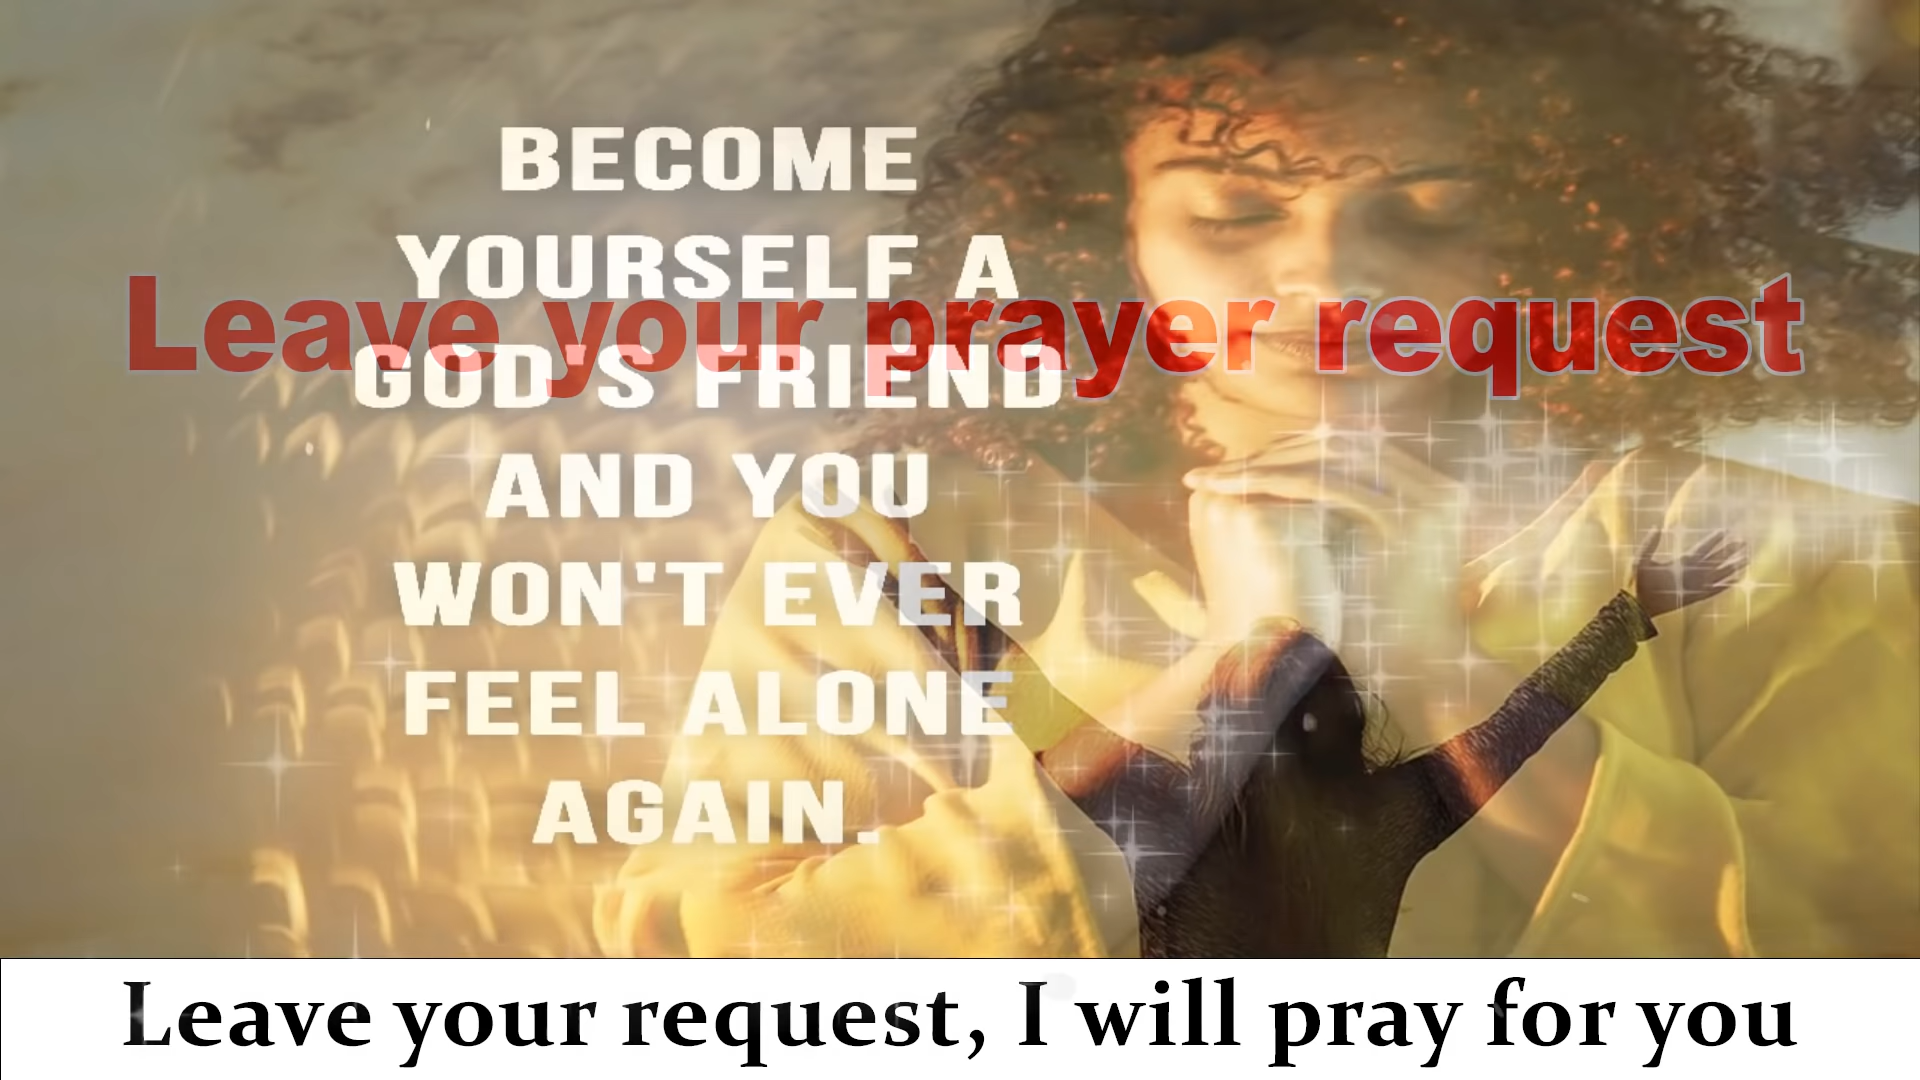 BECOME
YOURSELF A
Leave your prayer request
GOD'S FRIEND
AND YOU
WON'T EVER
FEEL ALONE
AGAIN.
Leave your request, I will pray for you